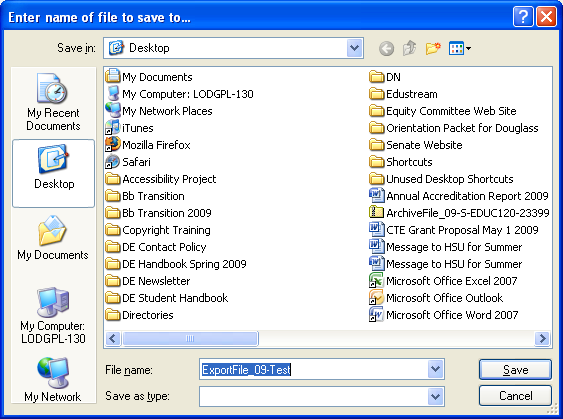 Enter name of file to save to...
Save in:
Desktop
My Recent
Documents
Desktop
My Documents
My Computer:
LODGPL-130
My Network
My Documents
My Computer: LODGPL-130
My Network Places
iTunes
Mozilla Firefox
Safari
Accessibility Project
Bb Transition
Bb Transition 2009
Copyright Training
DE Contact Policy
DE Handbook Spring 2009
DE Newsletter
DE Student Handbook
Directories
DN
Edustream
Equity Committee Web Site
Orientation Packet for Douglass
Senate Website
Shortcuts
Unused Desktop Shortcuts
Annual Accreditation Report 2009
ArchiveFile_09-S-EDUC120-23399
CTE Grant Proposal May 1 2009
Message to HSU for Summer
Message to HSU for Summer
Microsoft Office Excel 2007
Microsoft Office Outlook
Microsoft Office Word 2007
File name:
ExportFile_09-Test
Save
Save as type:
Cancel